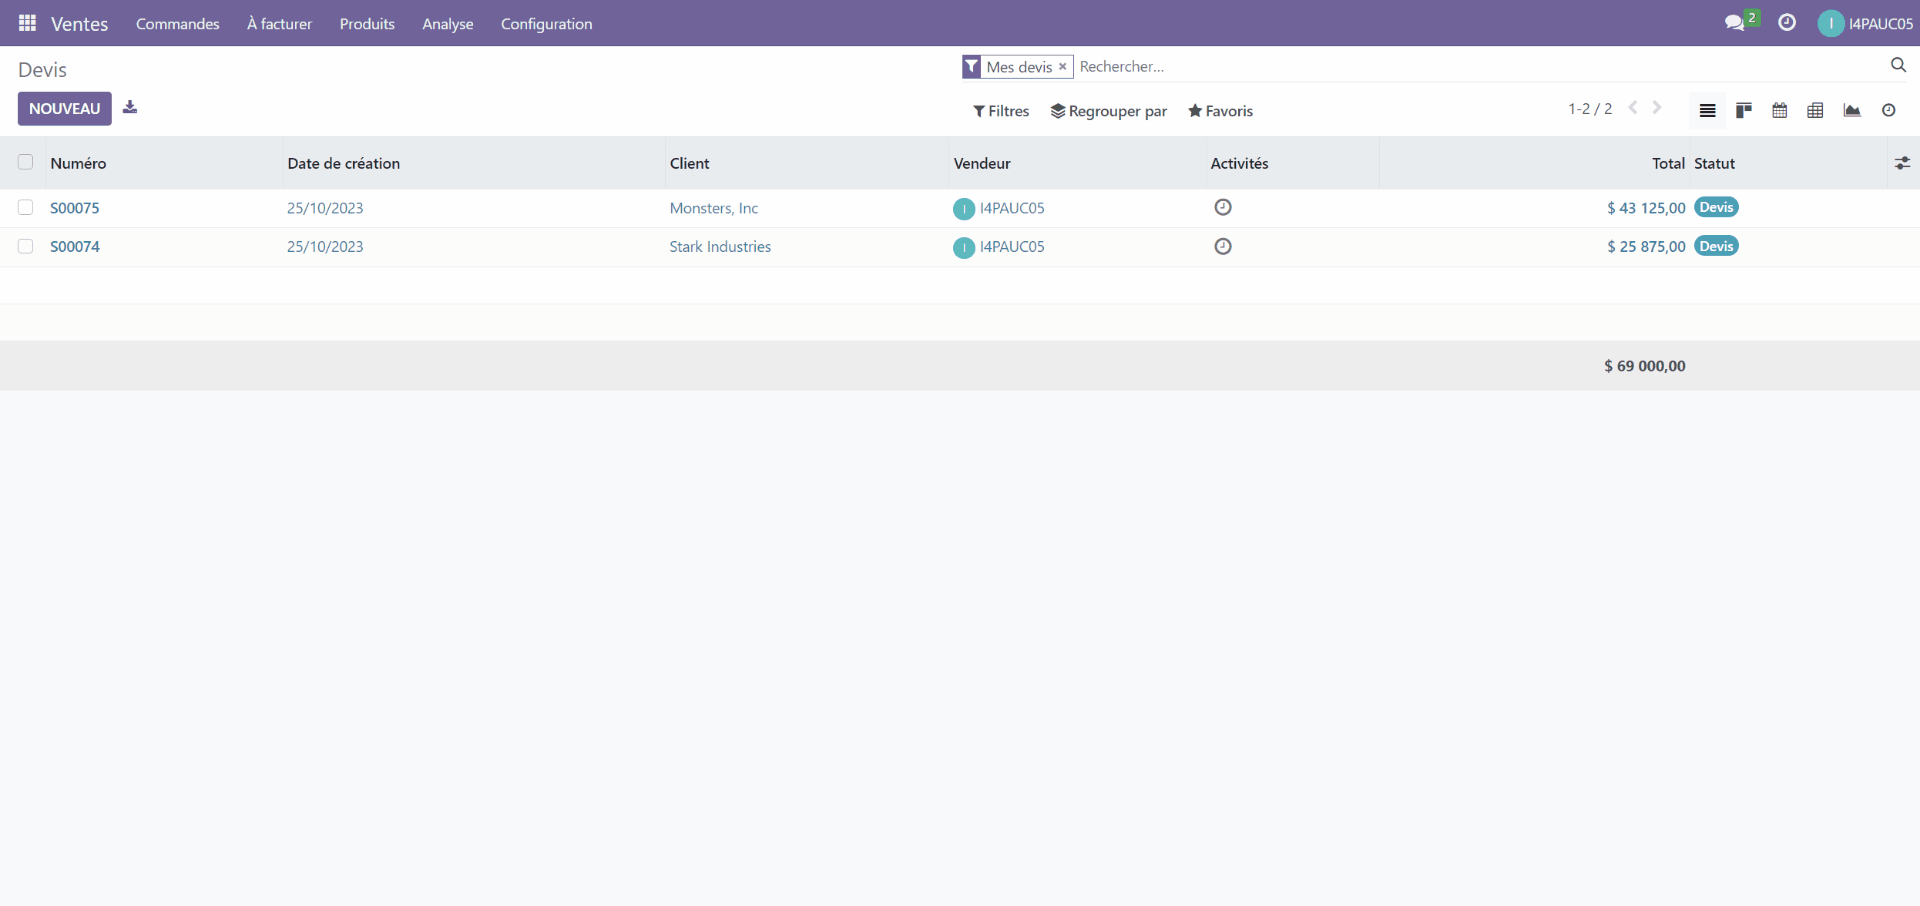 Ventes Commandes À facturer Produits Analyse Configuration 2 I I4PAUC05
Devis Mes devis × Rechercher...
NOUVEAU Filtres Regrouper par Favoris 1-2 / 2
Numéro Date de création Client Vendeur Activités Total Statut
S00075 25/10/2023 Monsters, Inc I I4PAUC05 $ 43 125,00 Devis
S00074 25/10/2023 Stark Industries I I4PAUC05 $ 25 875,00 Devis
$ 69 000,00